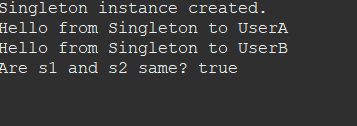 Singleton instance created.
Hello from Singleton to UserA
Hello from Singleton to UserB
Are s1 and s2 same? true